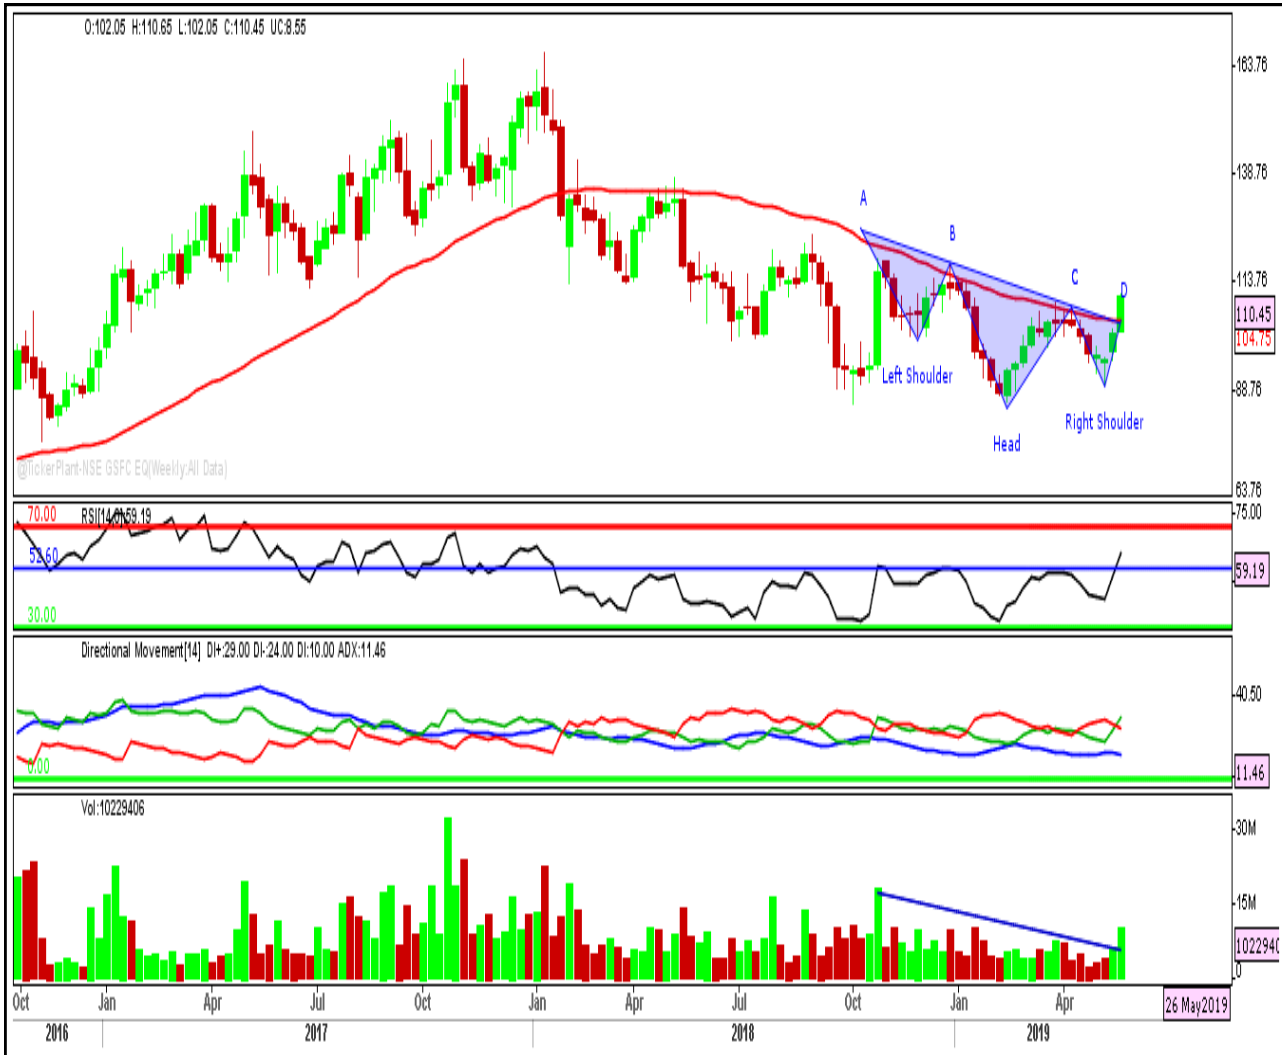 O:102.05 H:110.65 L:102.05 C:110.45 UC:8.55
163.76
138.76
A
B
113.76
C
D
110.45
104.75
Left Shoulder
88.76
Right Shoulder
Head
@TickerPlant-NSE GSFC EQ(Weekly:All Data)
63.76
70.00
RSI[14,0]:59.19
75.00
52.60
59.19
30.00
Directional Movement[14] DI+:29.00 DI-:24.00 DI:10.00 ADX:11.46
40.50
0.00
11.46
Vol:10229406
30M
15M
1022940
0
Oct Jan Apr Jul Oct Jan Apr Jul Oct Jan Apr 26 May2019
2016 2017 2018 2019